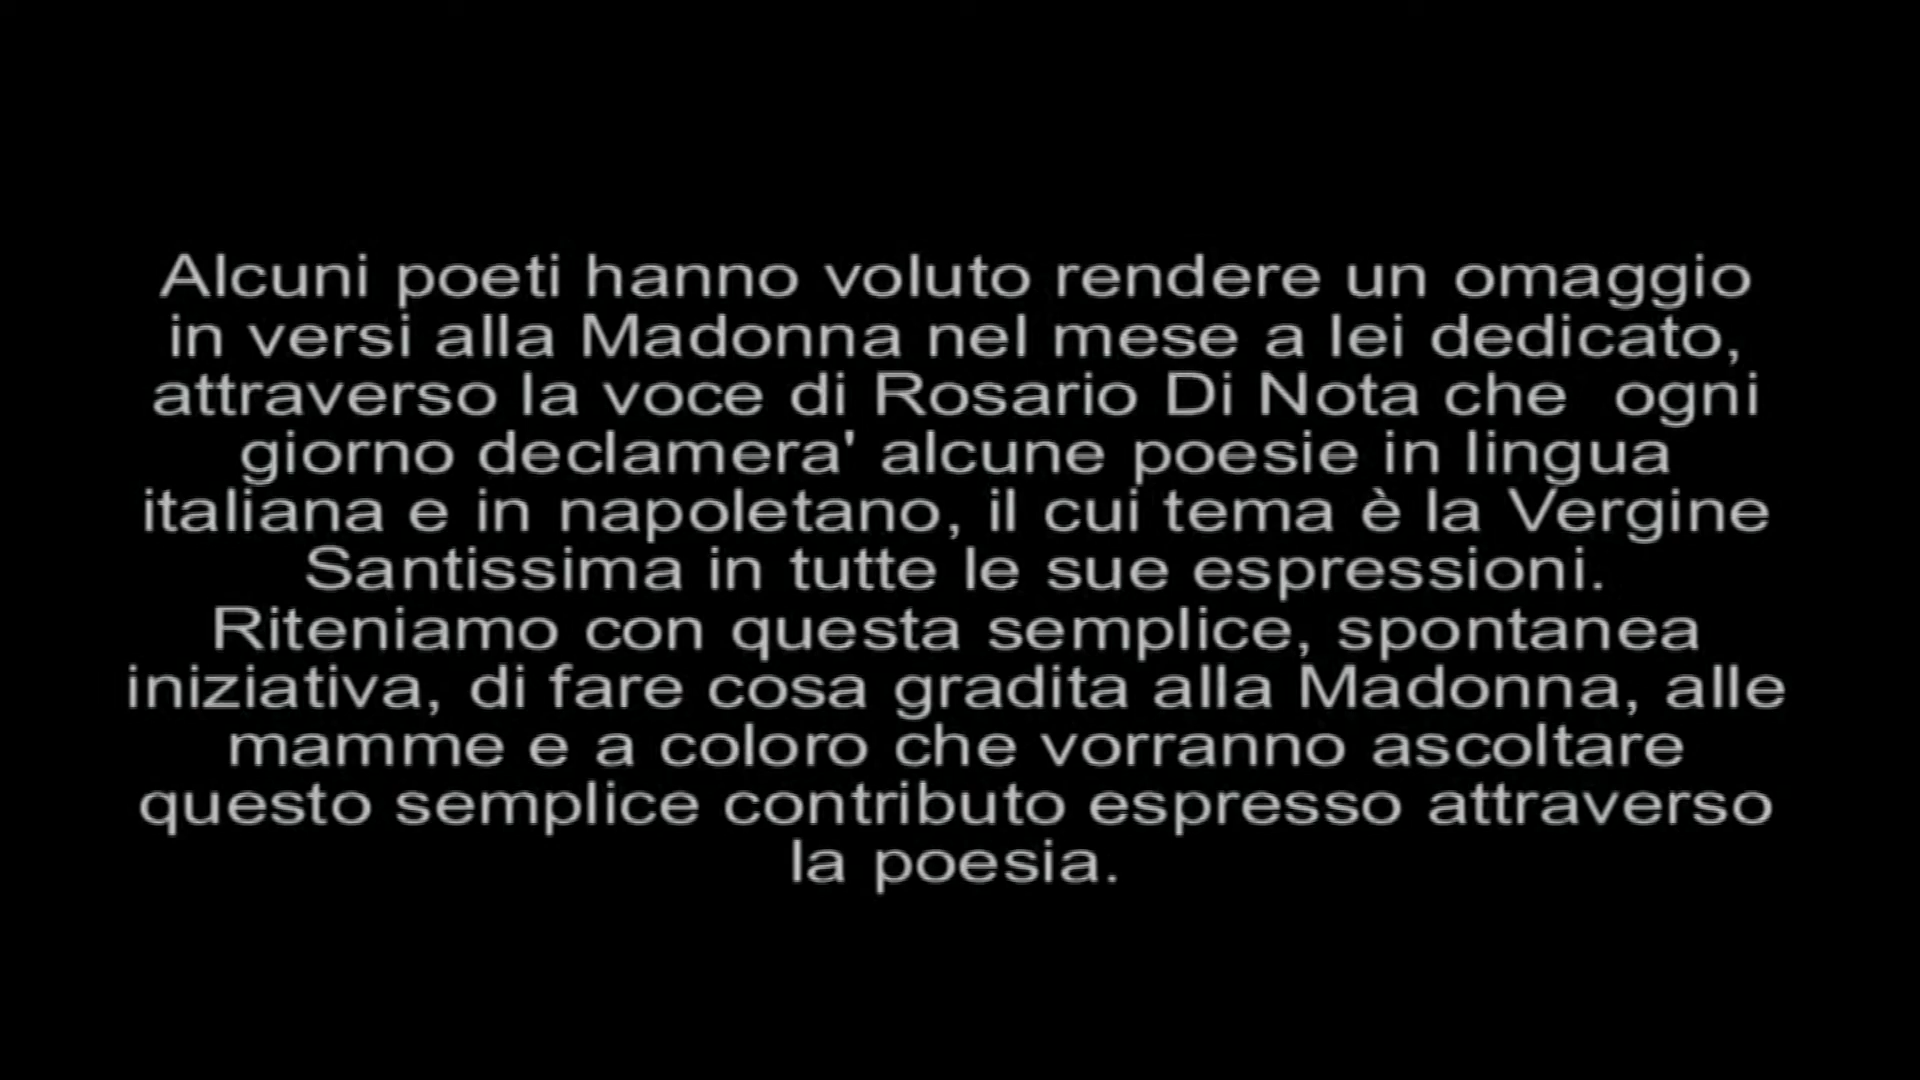 Alcuni poeti hanno voluto rendere un omaggio
in versi alla Madonna nel mese a lei dedicato,
attraverso la voce di Rosario Di Nota che  ogni
giorno declamera' alcune poesie in lingua
italiana e in napoletano, il cui tema è la Vergine
Santissima in tutte le sue espressioni.
Riteniamo con questa semplice, spontanea
iniziativa, di fare cosa gradita alla Madonna, alle
mamme e a coloro che vorranno ascoltare
questo semplice contributo espresso attraverso
la poesia.